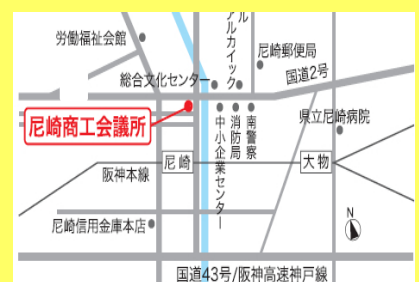 労働福祉会館
アルカイック
ル
尼崎郵便局
国道2号
総合文化センター
尼崎商工会議所
中小企業センター
消防局
南警察
県立尼崎病院
尼崎
大物
阪神本線
尼崎信用金庫本店
N
国道43号/阪神高速神戸線